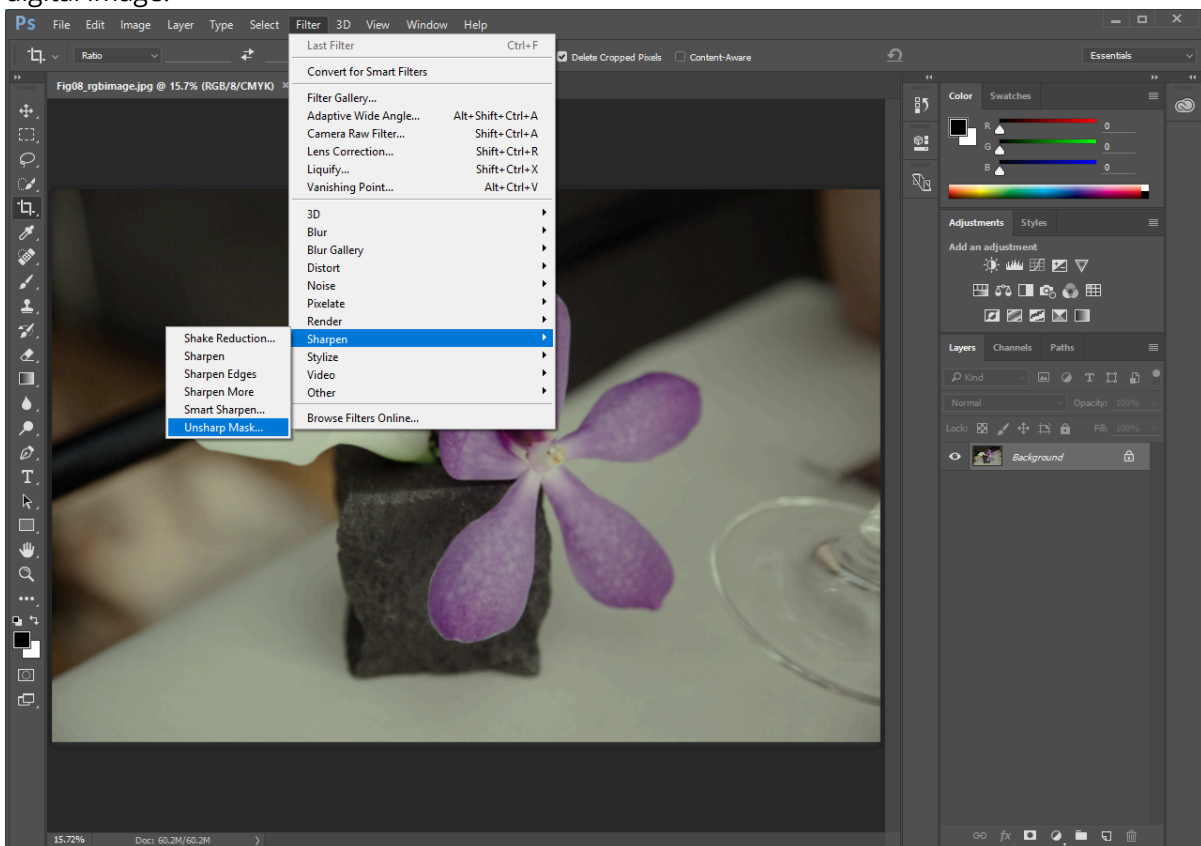 digital image.
Ps File Edit Image Layer Type Select Filter 3D View Window Help
Ratio
Delete Cropped Pixels Content-Aware
Essentials
Fig08_rgbimage.jpg @ 15.7% (RGB/8/CMYK) ×
Last Filter Ctrl+F
Convert for Smart Filters
Filter Gallery...
Adaptive Wide Angle... Alt+Shift+Ctrl+A
Camera Raw Filter... Shift+Ctrl+A
Lens Correction... Shift+Ctrl+R
Liquify... Shift+Ctrl+X
Vanishing Point... Alt+Ctrl+V
3D
Blur
Blur Gallery
Distort
Noise
Pixelate
Render
Sharpen
Stylize
Video
Other
Browse Filters Online...
Shake Reduction...
Sharpen
Sharpen Edges
Sharpen More
Smart Sharpen...
Unsharp Mask...
Color Swatches
R 0
G 0
B 0
Adjustments Styles
Add an adjustment
Layers Channels Paths
Kind
Normal Opacity: 100%
Lock: Fill: 100%
Background
15.72% Doc: 60.2M/60.2M
fx